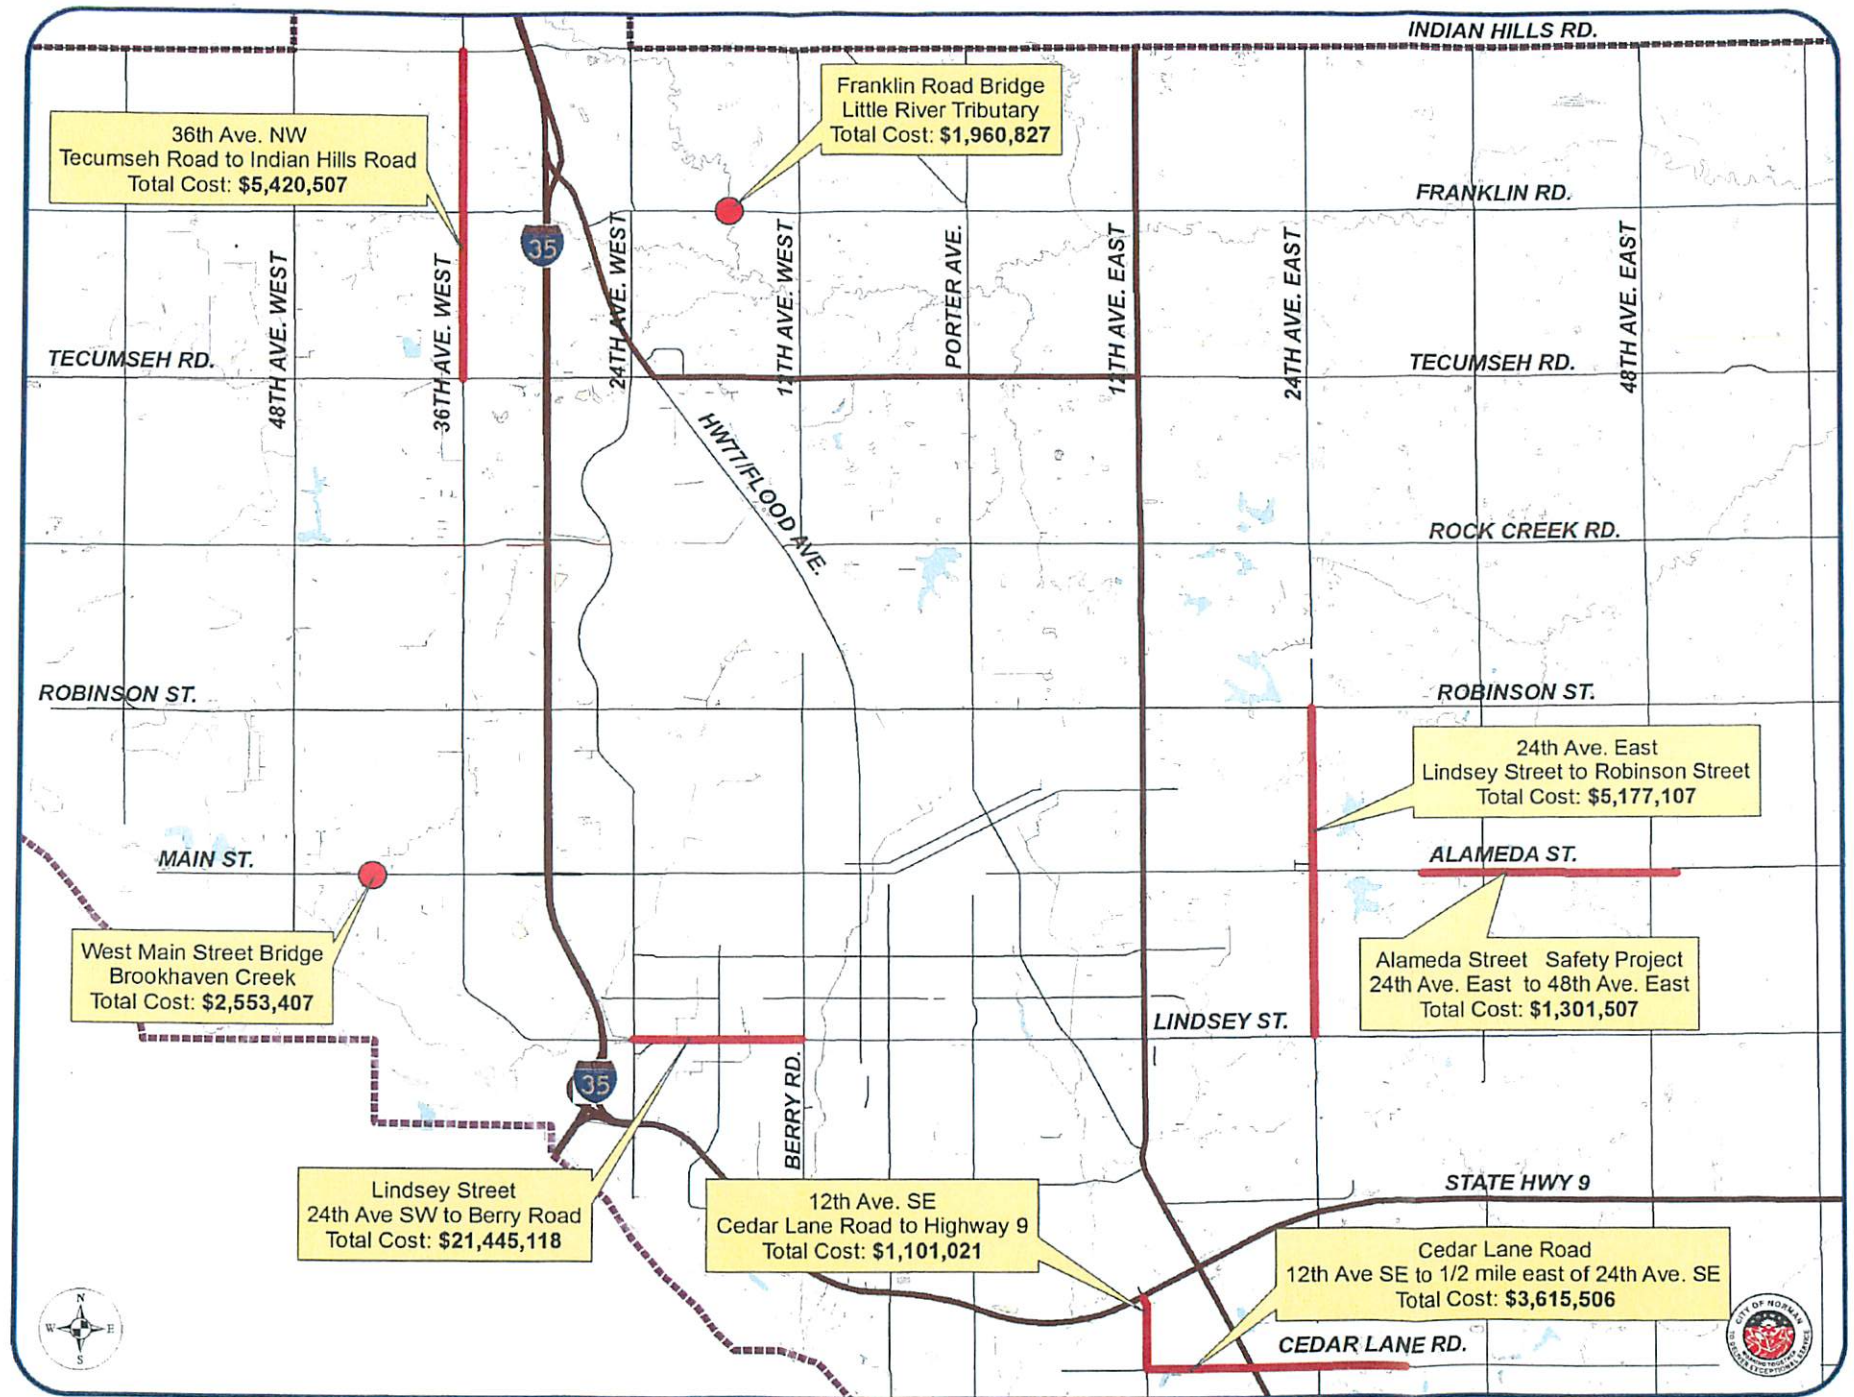 INDIAN HILLS RD.
Franklin Road Bridge
Little River Tributary
Total Cost: $1,960,827
36th Ave. NW
Tecumseh Road to Indian Hills Road
Total Cost: $5,420,507
FRANKLIN RD.
35
48TH AVE. WEST
36TH AVE. WEST
24TH AVE. WEST
12TH AVE. WEST
PORTER AVE.
12TH AVE. EAST
24TH AVE. EAST
48TH AVE. EAST
TECUMSEH RD.
TECUMSEH RD.
HW77/FLOOD AVE.
ROCK CREEK RD.
ROBINSON ST.
ROBINSON ST.
24th Ave. East
Lindsey Street to Robinson Street
Total Cost: $5,177,107
MAIN ST.
ALAMEDA ST.
West Main Street Bridge
Brookhaven Creek
Total Cost: $2,553,407
Alameda Street Safety Project
24th Ave. East to 48th Ave. East
Total Cost: $1,301,507
LINDSEY ST.
35
BERRY RD.
Lindsey Street
24th Ave SW to Berry Road
Total Cost: $21,445,118
12th Ave. SE
Cedar Lane Road to Highway 9
Total Cost: $1,101,021
STATE HWY 9
Cedar Lane Road
12th Ave SE to 1/2 mile east of 24th Ave. SE
Total Cost: $3,615,506
CEDAR LANE RD.
N
W E
S
CITY OF NORMAN
WORKING TOGETHER
TO DELIVER EXCEPTIONAL SERVICE